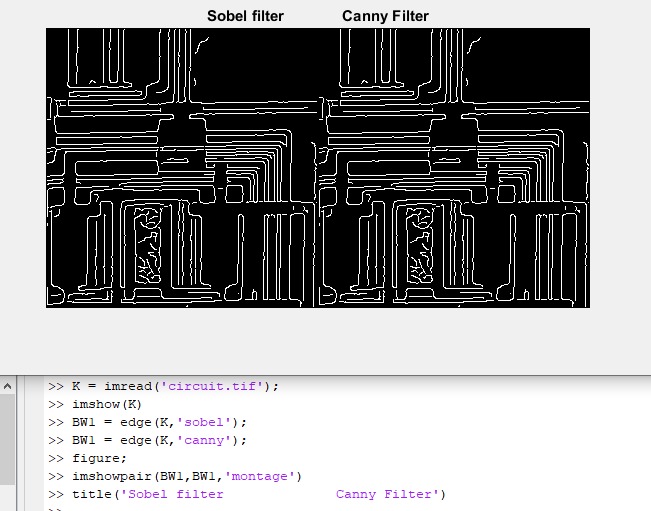 Sobel filter Canny Filter
>> K = imread('circuit.tif');
>> imshow(K)
>> BW1 = edge(K,'sobel');
>> BW1 = edge(K,'canny');
>> figure;
>> imshowpair(BW1,BW1,'montage')
>> title('Sobel filter               Canny Filter')
>>